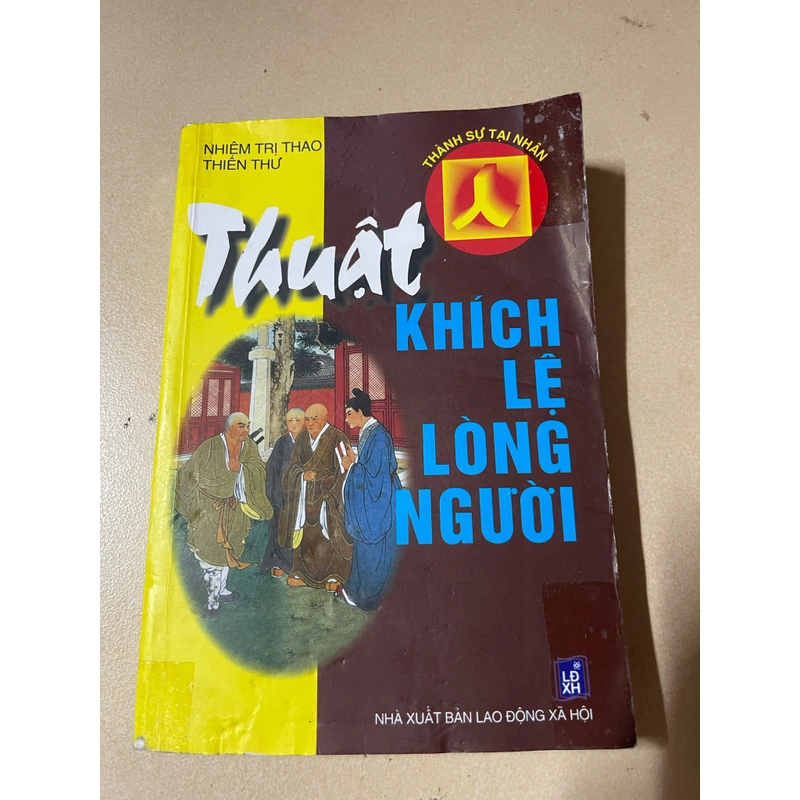 NHIỆM TRỊ THAO
THIÊN THƯ
THÀNH SỰ TẠI NHÂN
人
Thuật
KHÍCH
LỆ
LÒNG
NGƯỜI
LĐ
XH
NHÀ XUẤT BẢN LAO ĐỘNG XÃ HỘI